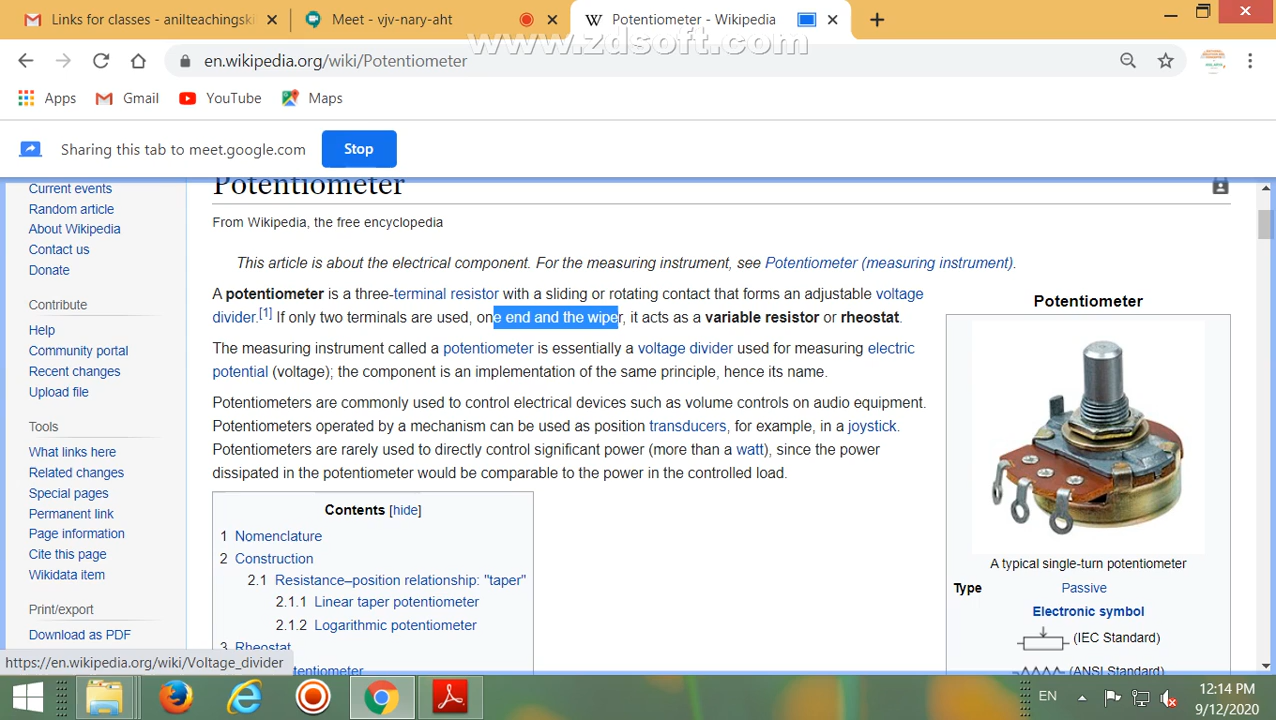 Links for classes - anilteachingski
Meet - vjv-nary-aht
Potentiometer - Wikipedia
www.zdsoft.com
en.wikipedia.org/wiki/Potentiometer
Apps
Gmail
YouTube
Maps
Sharing this tab to meet.google.com
Stop
Current events
Random article
About Wikipedia
Contact us
Donate
Contribute
Help
Community portal
Recent changes
Upload file
Tools
What links here
Related changes
Special pages
Permanent link
Page information
Cite this page
Wikidata item
Print/export
Download as PDF
Potentiometer
From Wikipedia, the free encyclopedia
This article is about the electrical component. For the measuring instrument, see Potentiometer (measuring instrument).
A potentiometer is a three-terminal resistor with a sliding or rotating contact that forms an adjustable voltage
divider.[1] If only two terminals are used, one end and the wiper, it acts as a variable resistor or rheostat.
The measuring instrument called a potentiometer is essentially a voltage divider used for measuring electric
potential (voltage); the component is an implementation of the same principle, hence its name.
Potentiometers are commonly used to control electrical devices such as volume controls on audio equipment.
Potentiometers operated by a mechanism can be used as position transducers, for example, in a joystick.
Potentiometers are rarely used to directly control significant power (more than a watt), since the power
dissipated in the potentiometer would be comparable to the power in the controlled load.
Contents [hide]
1 Nomenclature
2 Construction
2.1 Resistance–position relationship: "taper"
2.1.1 Linear taper potentiometer
2.1.2 Logarithmic potentiometer
3 Rheostat
tentiometer
Potentiometer
A typical single-turn potentiometer
Type Passive
Electronic symbol
(IEC Standard)
(ANSI Standard)
https://en.wikipedia.org/wiki/Voltage_divider
EN
12:14 PM
9/12/2020